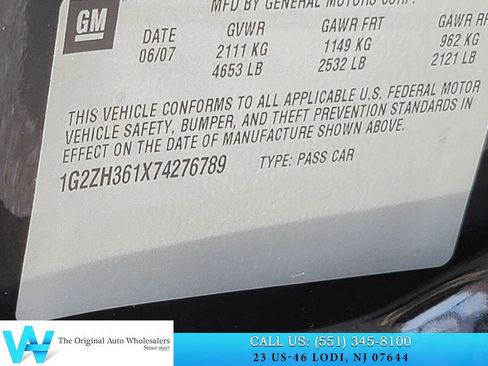 MFD BY GENERAL MOTORS CORP.
GM
DATE GVWR GAWR FRT GAWR RR
06/07 2111 KG 1149 KG 962 KG
4653 LB 2532 LB 2121 LB
THIS VEHICLE CONFORMS TO ALL APPLICABLE U.S. FEDERAL MOTOR
VEHICLE SAFETY, BUMPER, AND THEFT PREVENTION STANDARDS IN
EFFECT ON THE DATE OF MANUFACTURE SHOWN ABOVE.
1G2ZH361X74276789 TYPE: PASS CAR
W The Original Auto Wholesalers
Since 1997
CALL US: (551) 345-8100
23 US-46 LODI, NJ 07644